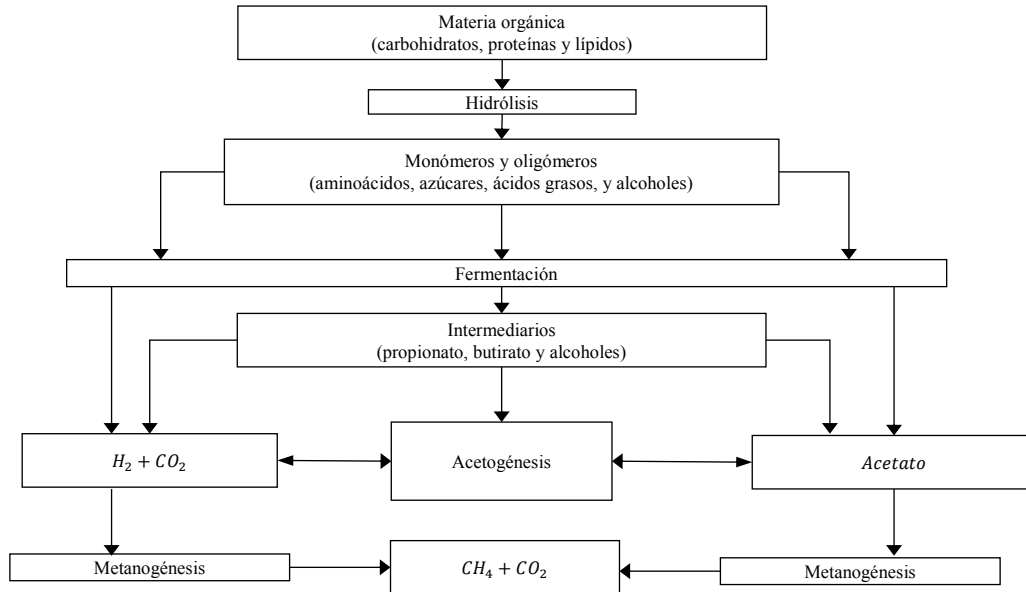 Materia orgánica
(carbohidratos, proteínas y lípidos)
Hidrólisis
Monómeros y oligómeros
(aminoácidos, azúcares, ácidos grasos, y alcoholes)
Fermentación
Intermediarios
(propionato, butirato y alcoholes)
H₂ + CO₂
Acetogénesis
Acetato
Metanogénesis
CH₄ + CO₂
Metanogénesis